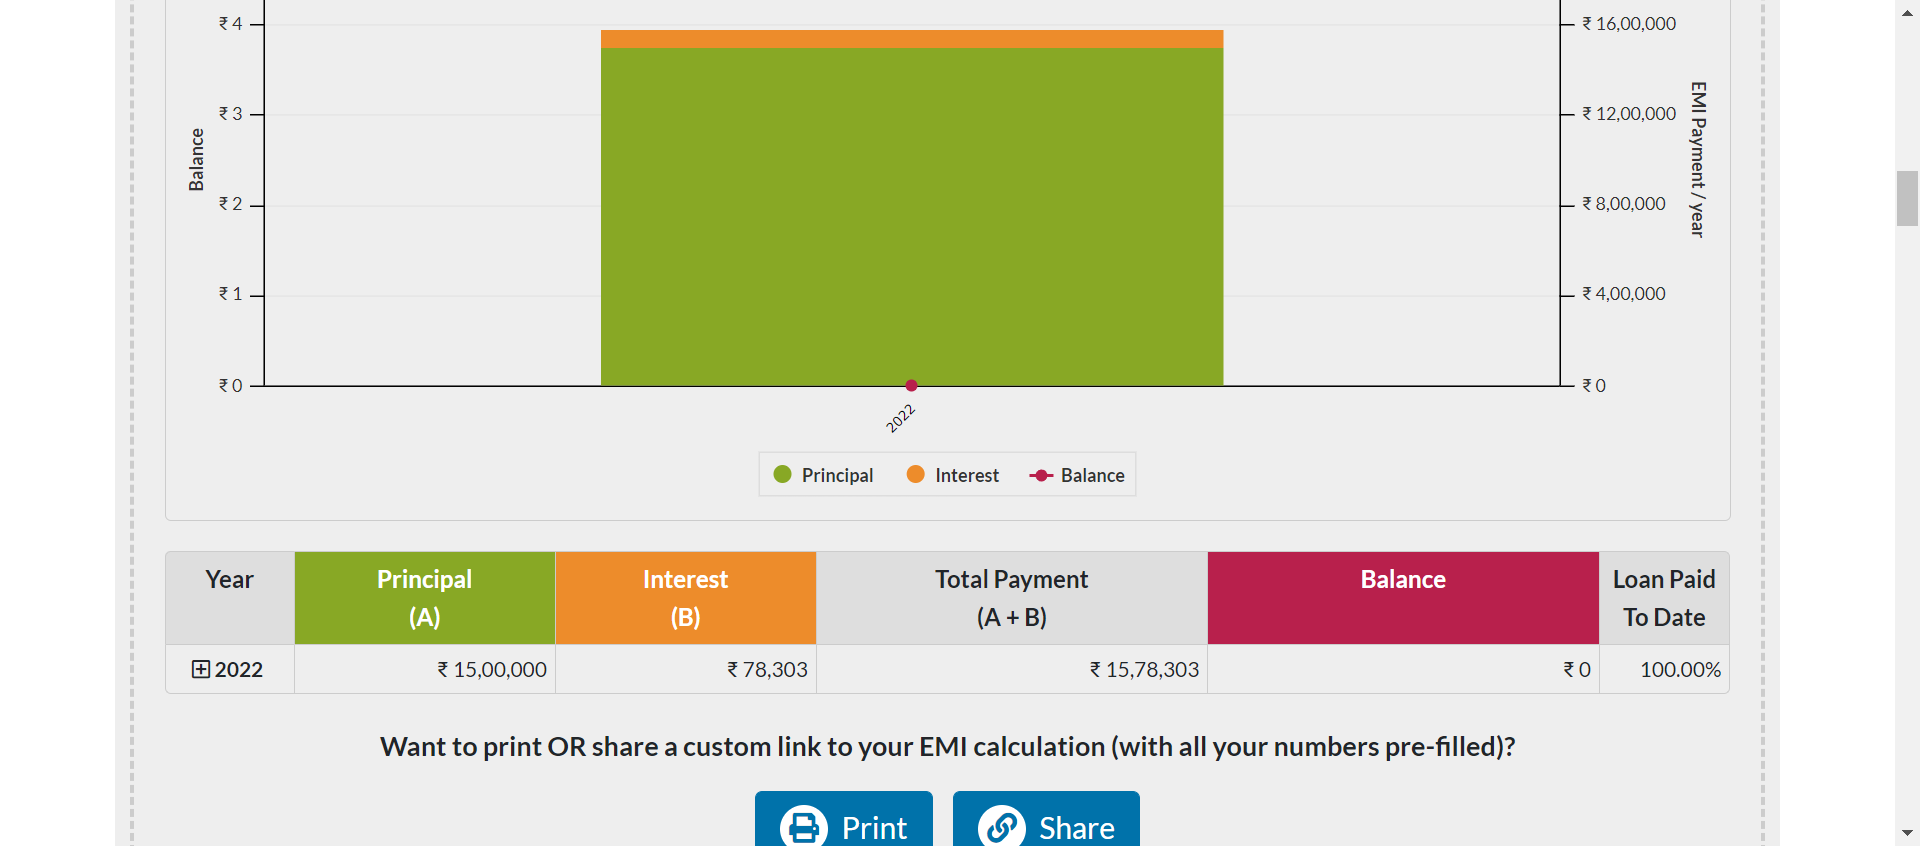 ₹ 4
₹ 16,00,000
₹ 3
₹ 12,00,000
Balance
EMI Payment / year
₹ 2
₹ 8,00,000
₹ 1
₹ 4,00,000
₹ 0
₹ 0
2022
Principal Interest Balance
Year Principal Interest Total Payment Balance Loan Paid
(A) (B) (A + B) To Date
2022 ₹ 15,00,000 ₹ 78,303 ₹ 15,78,303 ₹ 0 100.00%
Want to print OR share a custom link to your EMI calculation (with all your numbers pre-filled)?
Print Share